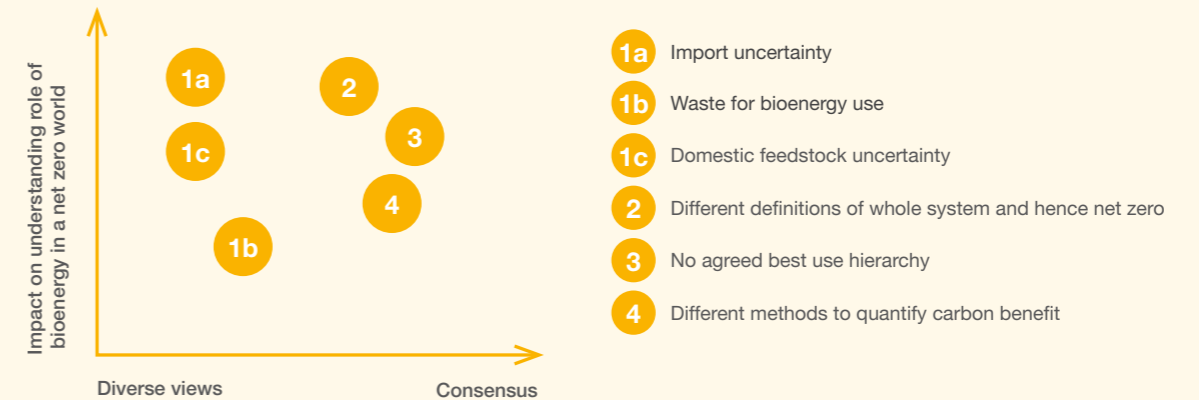 Impact on understanding role of
bioenergy in a net zero world
1a
2
3
1c
4
1b
Diverse views
Consensus
1a Import uncertainty
1b Waste for bioenergy use
1c Domestic feedstock uncertainty
2 Different definitions of whole system and hence net zero
3 No agreed best use hierarchy
4 Different methods to quantify carbon benefit